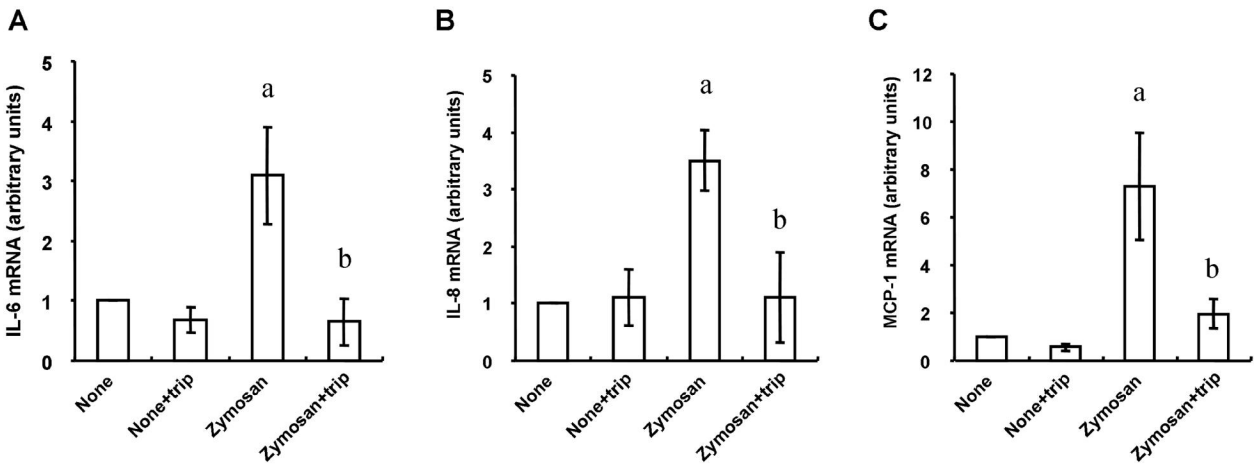 A
IL-6 mRNA (arbitrary units)
5
4
3
2
1
0
a
b
None
None+trip
Zymosan
Zymosan+trip
B
IL-8 mRNA (arbitrary units)
5
4
3
2
1
0
a
b
None
None+trip
Zymosan
Zymosan+trip
C
MCP-1 mRNA (arbitrary units)
12
10
8
6
4
2
0
a
b
None
None+trip
Zymosan
Zymosan+trip